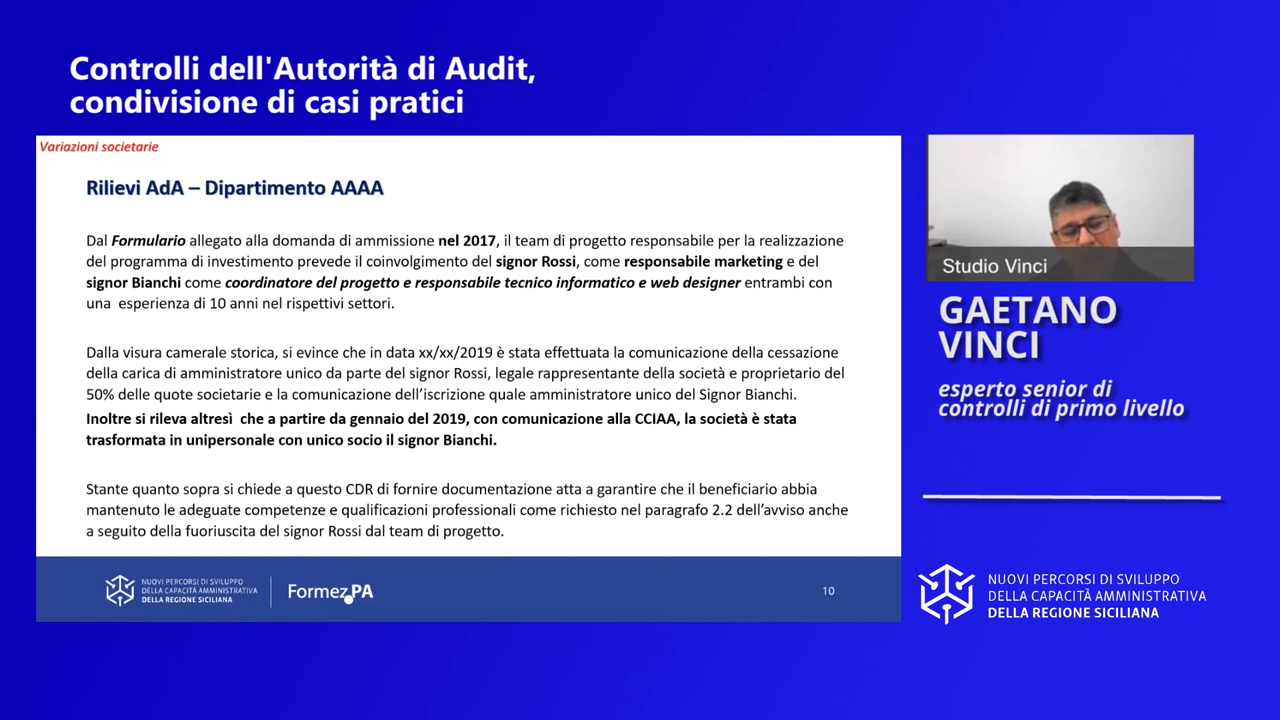 Controlli dell'Autorità di Audit,
condivisione di casi pratici
Variazioni societarie
Rilievi AdA – Dipartimento AAAA
Dal Formulario allegato alla domanda di ammissione nel 2017, il team di progetto responsabile per la realizzazione
del programma di investimento prevede il coinvolgimento del signor Rossi, come responsabile marketing e del
signor Bianchi come coordinatore del progetto e responsabile tecnico informatico e web designer entrambi con
una esperienza di 10 anni nel rispettivi settori.
Dalla visura camerale storica, si evince che in data xx/xx/2019 è stata effettuata la comunicazione della cessazione
della carica di amministratore unico da parte del signor Rossi, legale rappresentante della società e proprietario del
50% delle quote societarie e la comunicazione dell'iscrizione quale amministratore unico del Signor Bianchi.
Inoltre si rileva altresì che a partire da gennaio del 2019, con comunicazione alla CCIAA, la società è stata
trasformata in unipersonale con unico socio il signor Bianchi.
Stante quanto sopra si chiede a questo CDR di fornire documentazione atta a garantire che il beneficiario abbia
mantenuto le adeguate competenze e qualificazioni professionali come richiesto nel paragrafo 2.2 dell'avviso anche
a seguito della fuoriuscita del signor Rossi dal team di progetto.
NUOVI PERCORSI DI SVILUPPO
DELLA CAPACITÀ AMMINISTRATIVA
DELLA REGIONE SICILIANA
Formez PA
10
Studio Vinci
GAETANO
VINCI
esperto senior di
controlli di primo livello
NUOVI PERCORSI DI SVILUPPO
DELLA CAPACITÀ AMMINISTRATIVA
DELLA REGIONE SICILIANA